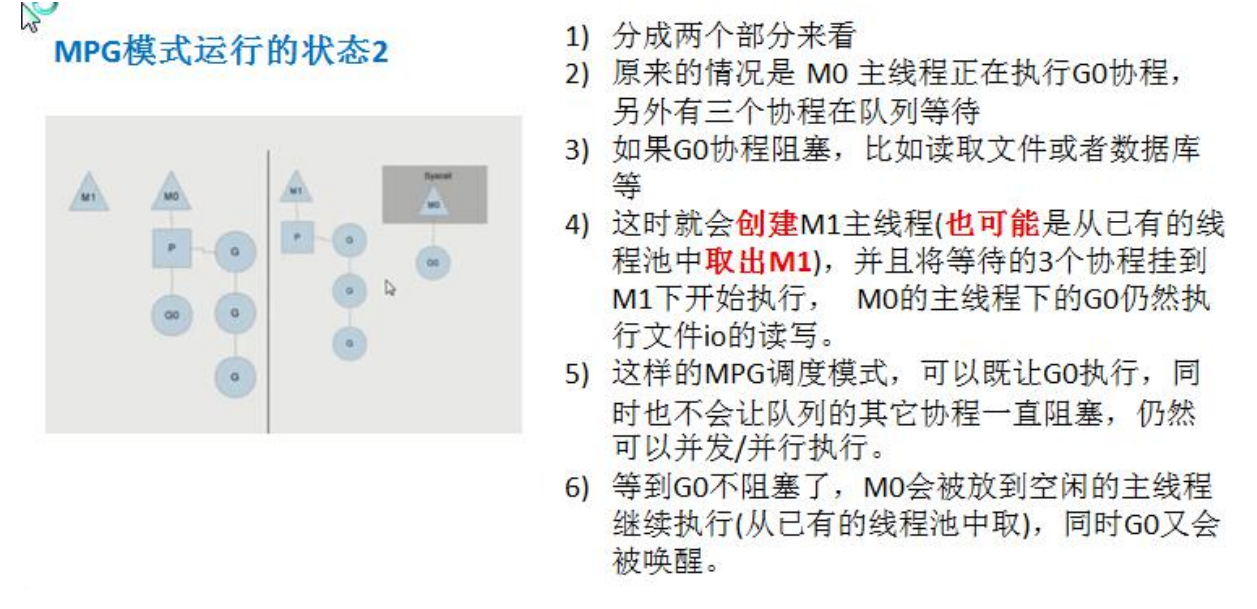 MPG模式运行的状态2
M1
M0
P
G
G0
G
G
M1
P
G
G
G
Syscall
M0
G0
1) 分成两个部分来看
2) 原来的情况是 M0 主线程正在执行G0协程，
另外有三个协程在队列等待
3) 如果G0协程阻塞，比如读取文件或者数据库
等
4) 这时就会创建M1主线程(也可能是从已有的线
程池中取出M1)，并且将等待的3个协程挂到
M1下开始执行， M0的主线程下的G0仍然执
行文件io的读写。
5) 这样的MPG调度模式，可以既让G0执行，同
时也不会让队列的其它协程一直阻塞，仍然
可以并发/并行执行。
6) 等到G0不阻塞了，M0会被放到空闲的主线程
继续执行(从已有的线程池中取)，同时G0又会
被唤醒。